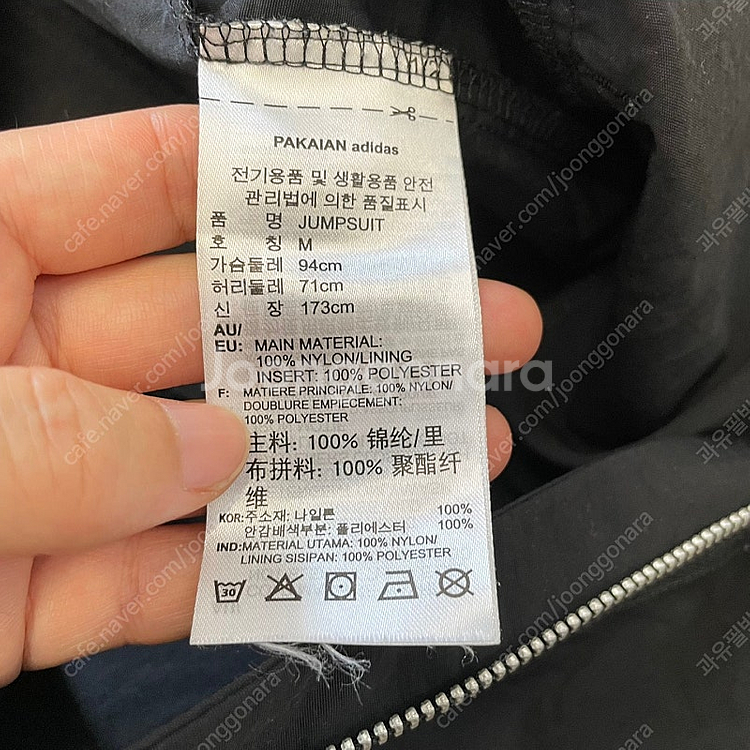 12
PAKAIAN adidas
전기용품 및 생활용품 안전
관리법에 의한 품질표시
품 명 JUMPSUIT
호 칭 M
가슴둘레 94cm
허리둘레 71cm
신 장 173cm
AU/
EU: MAIN MATERIAL:
100% NYLON/LINING
INSERT: 100% POLYESTER
F: MATIERE PRINCIPALE: 100% NYLON/
DOUBLURE EMPIECEMENT:
100% POLYESTER
主料: 100% 锦纶/里
布拼料: 100% 聚酯纤
维
KOR:주소재: 나일론 100%
안감배색부분: 폴리에스터 100%
IND:MATERIAL UTAMA: 100% NYLON/
LINING SISIPAN: 100% POLYESTER
30
Joonggonara
cafe.naver.com/joonggonara